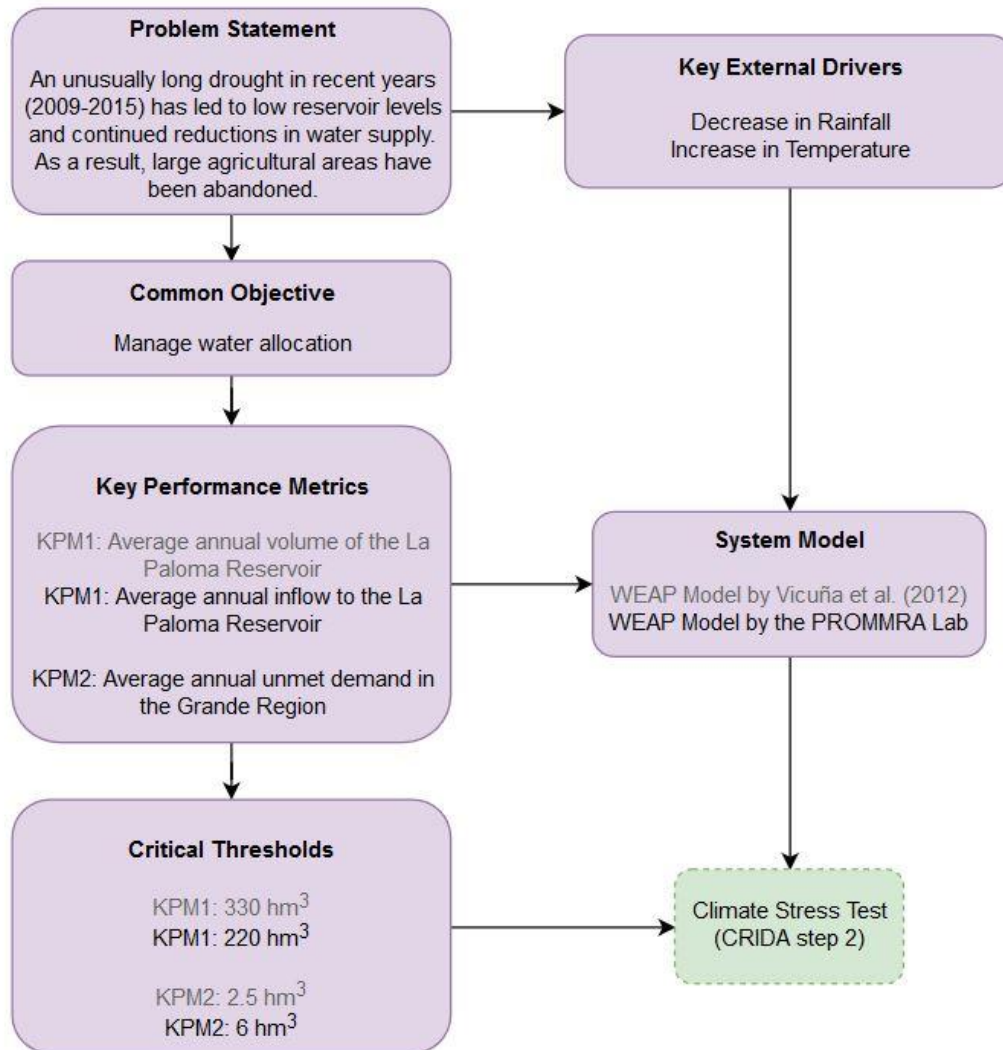 Problem Statement
An unusually long drought in recent years
(2009-2015) has led to low reservoir levels
and continued reductions in water supply.
As a result, large agricultural areas have
been abandoned.
Key External Drivers
Decrease in Rainfall
Increase in Temperature
Common Objective
Manage water allocation
Key Performance Metrics
KPM1: Average annual volume of the La
Paloma Reservoir
KPM1: Average annual inflow to the La
Paloma Reservoir
KPM2: Average annual unmet demand in
the Grande Region
System Model
WEAP Model by Vicuña et al. (2012)
WEAP Model by the PROMMRA Lab
Critical Thresholds
KPM1: 330 hm³
KPM1: 220 hm³
KPM2: 2.5 hm³
KPM2: 6 hm³
Climate Stress Test
(CRIDA step 2)